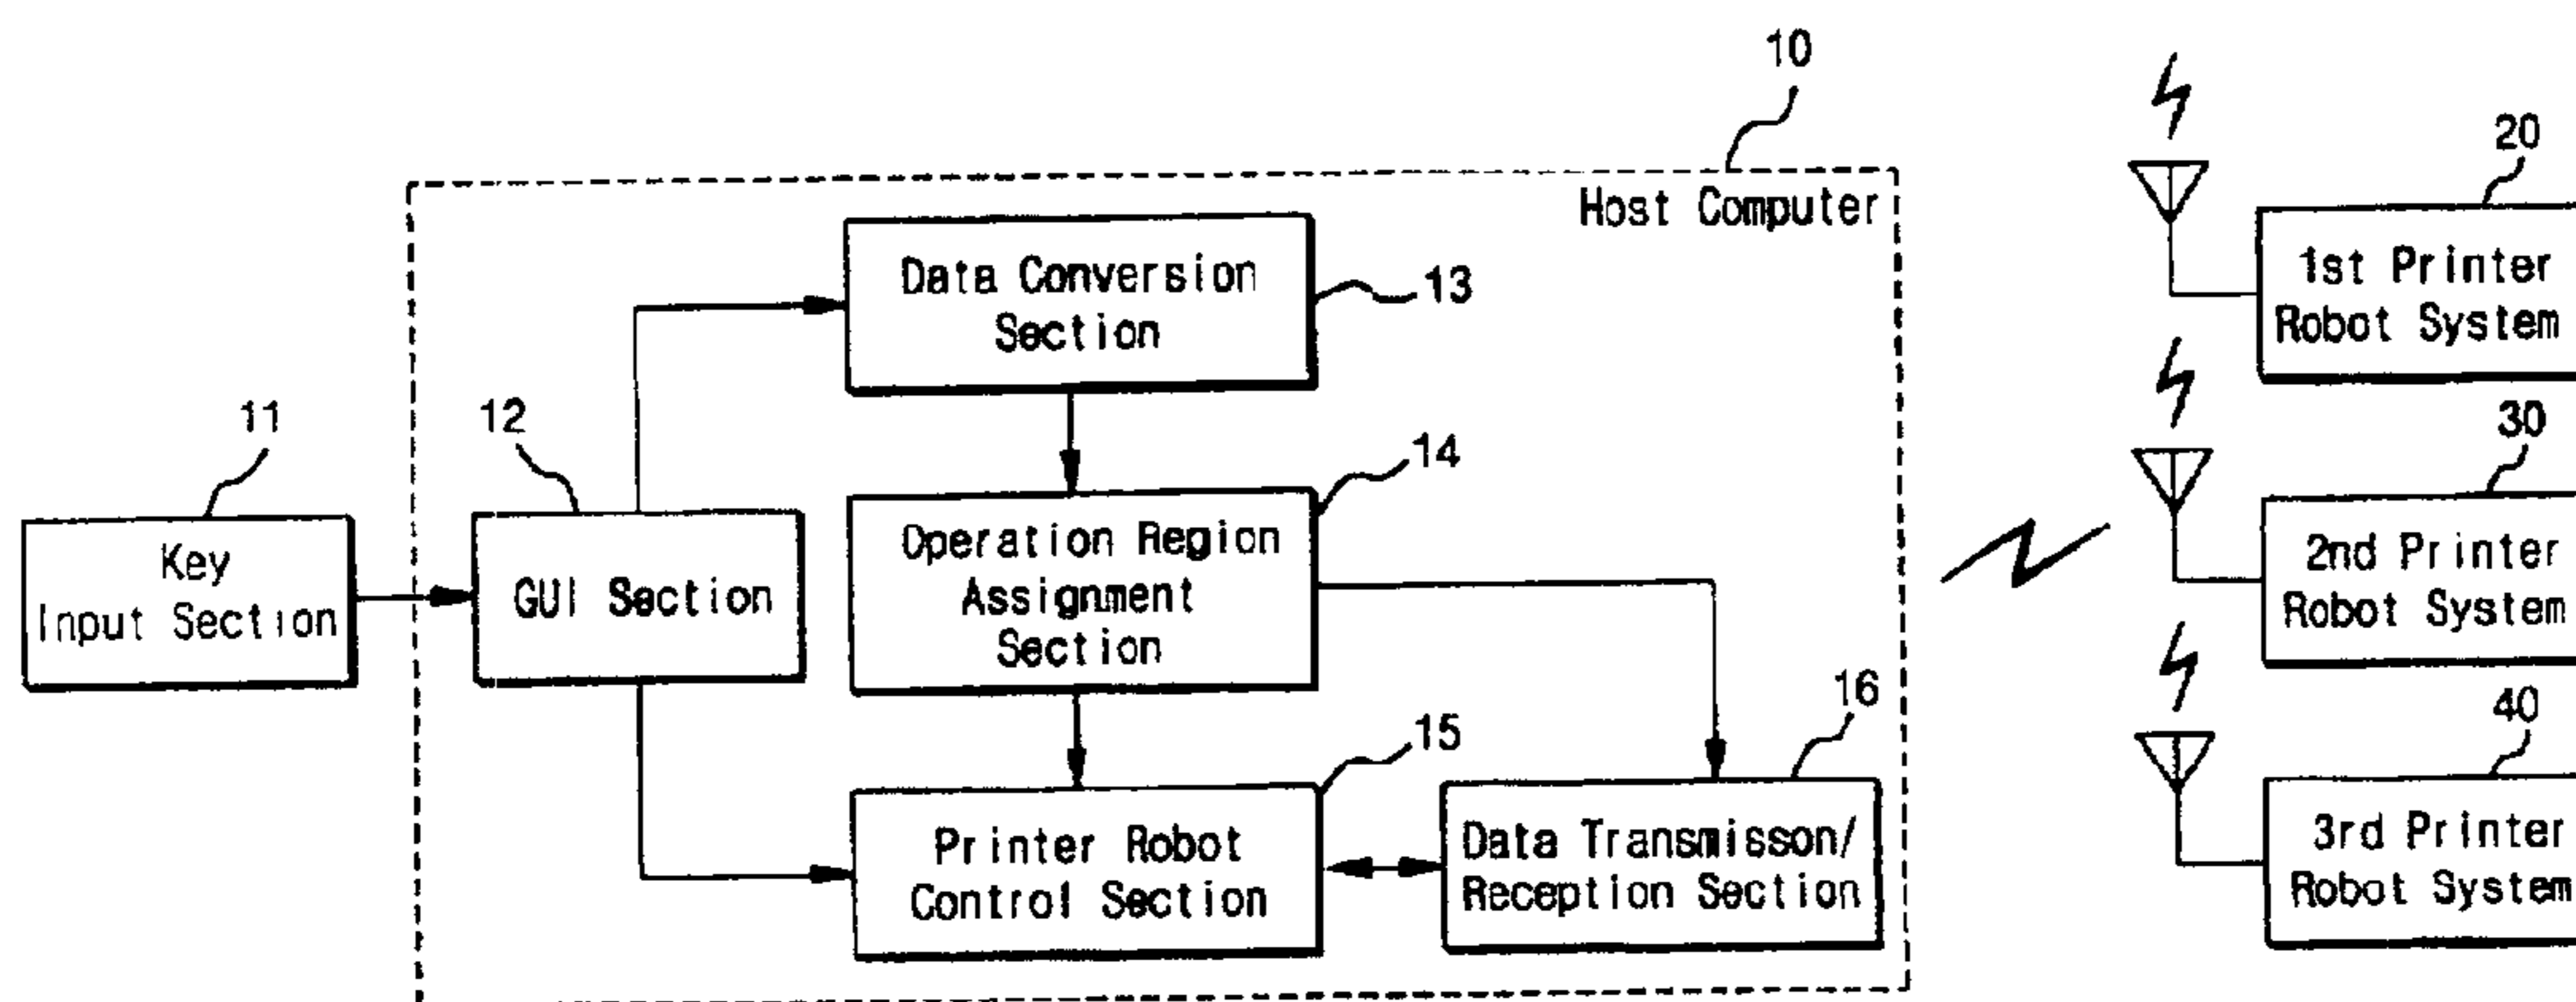 10
Host Computer
20
1st Printer
Robot System
Data Conversion
Section
13
11
12
14
30
Key
Input Section
GUI Section
Operation Region
Assignment
Section
2nd Printer
Robot System
15
16
40
Printer Robot
Control Section
Data Transmisson/
Reception Section
3rd Printer
Robot System